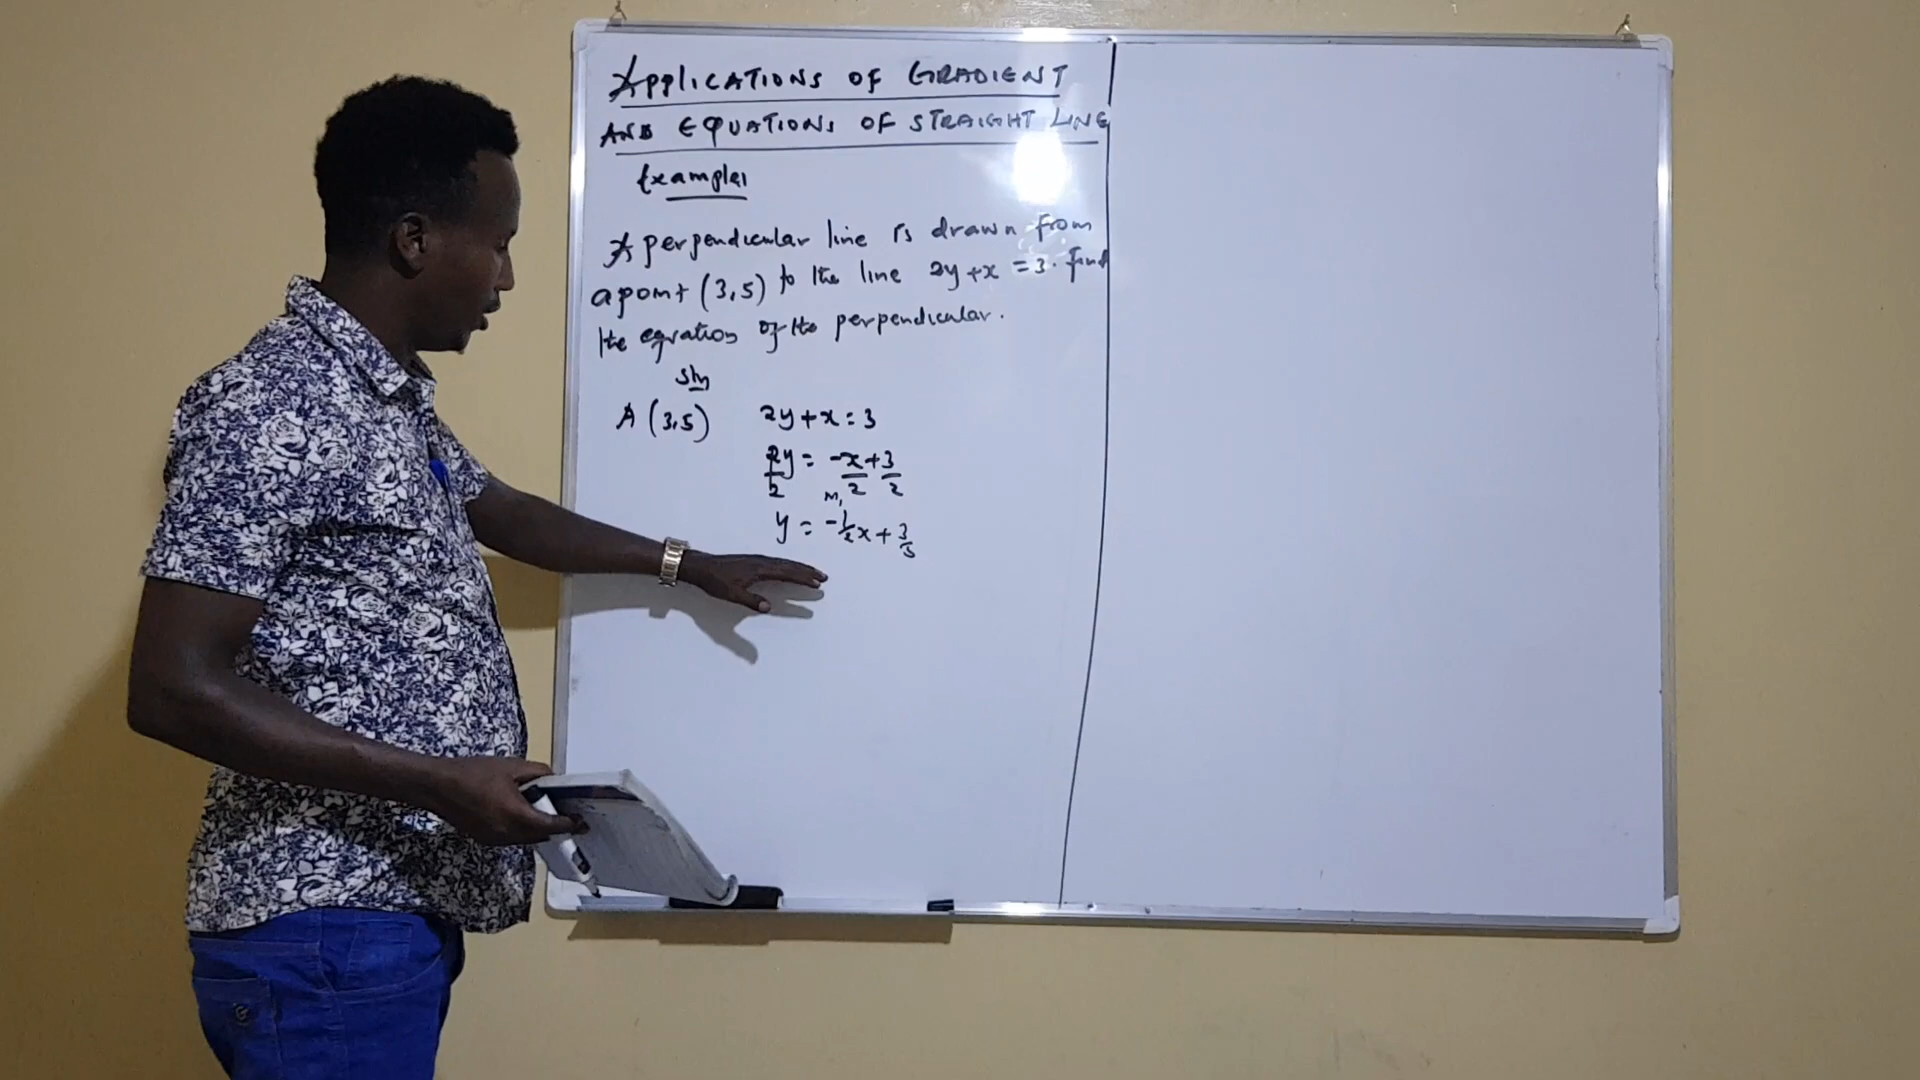 APPLICATIONS OF GRADIENT
AND EQUATIONS OF STRAIGHT LINE
Examples
A perpendicular line is drawn from
a point (3,5) to the line 2y+x = 3. find
the equation of the perpendicular.
Sln
A (3,5) 2y+x=3
2y/2 = -x/2 + 3/2
M₁
y = -1/2x + 3/5